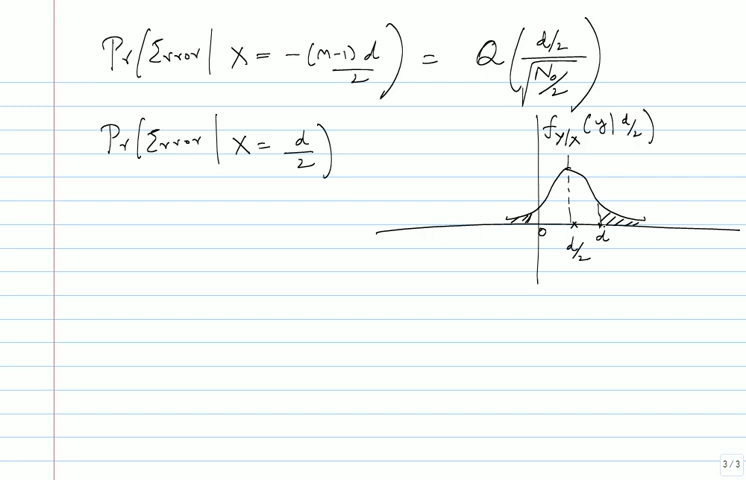 Pr(Error | X = -(M-1)d/2) = Q((d/2)/√(N₀/2))
f_{Y|X}(y|d/2)
Pr(Error | X = d/2)
0
d/2
d
3 / 3